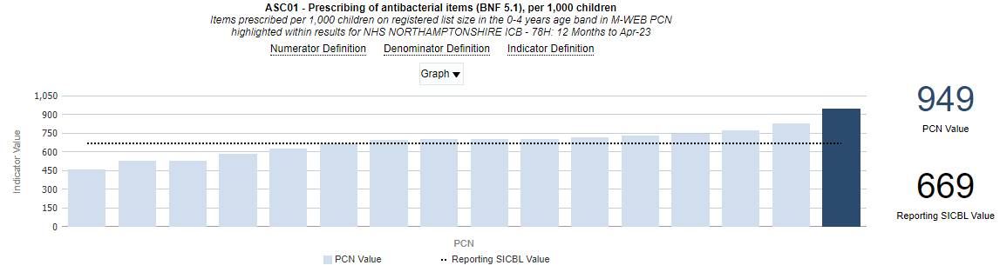 ASC01 - Prescribing of antibacterial items (BNF 5.1), per 1,000 children
Items prescribed per 1,000 children on registered list size in the 0-4 years age band in M-WEB PCN
highlighted within results for NHS NORTHAMPTONSHIRE ICB - 78H: 12 Months to Apr-23
Numerator Definition Denominator Definition Indicator Definition
Graph
1,050
900
750
600
450
300
150
0
Indicator Value
PCN
PCN Value Reporting SICBL Value
949
PCN Value
669
Reporting SICBL Value